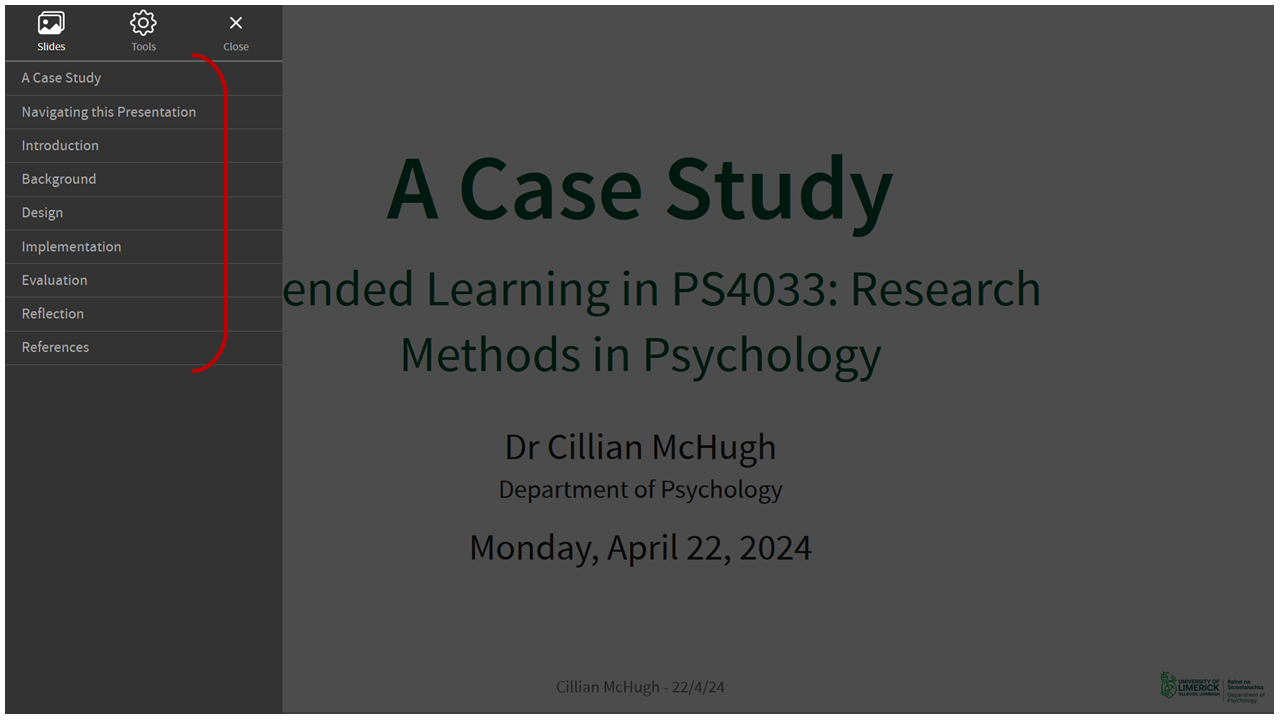 Slides
Tools
Close
A Case Study
Navigating this Presentation
Introduction
Background
Design
Implementation
Evaluation
Reflection
References
A Case Study
ended Learning in PS4033: Research
Methods in Psychology
Dr Cillian McHugh
Department of Psychology
Monday, April 22, 2024
Cillian McHugh - 22/4/24
UNIVERSITY OF
LIMERICK
OLLSCOIL LUIMNIGH
Roinn na
Síceolaíochta
Department of
Psychology